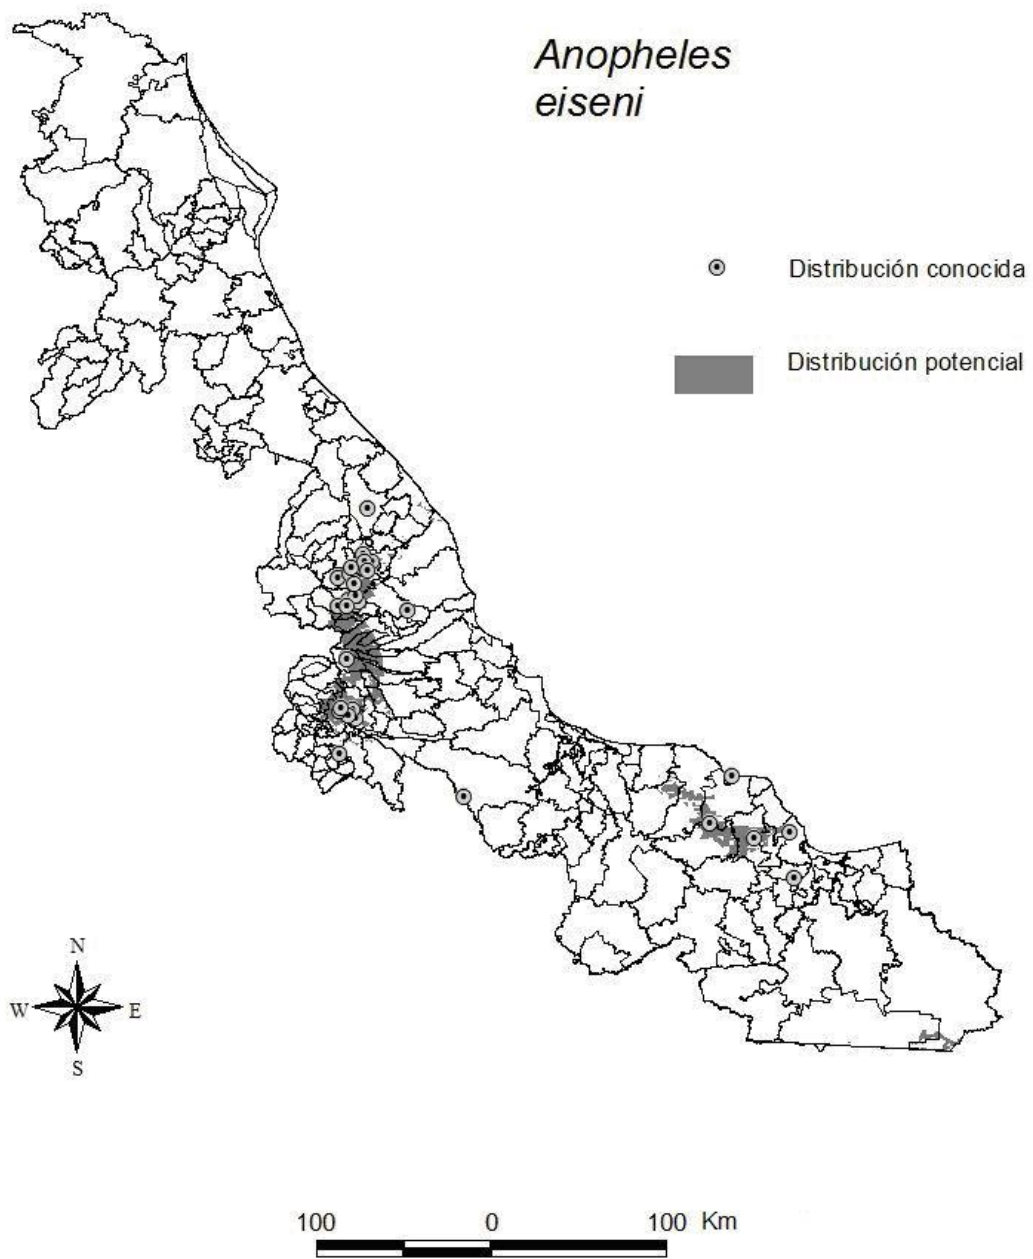 Anopheles
eiseni
Distribución conocida
Distribución potencial
N
W E
S
100 0 100 Km